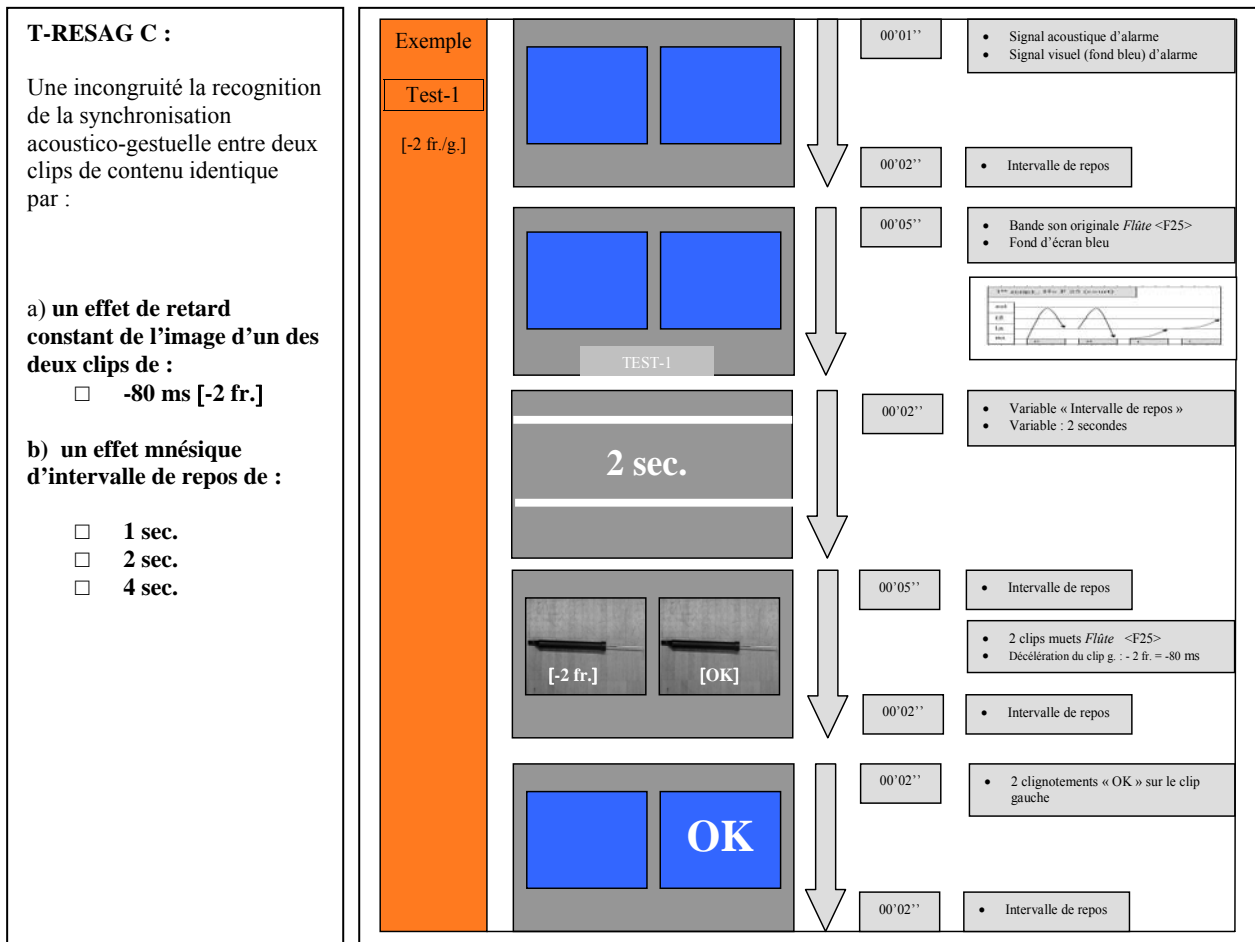 T-RESAG C :
Une incongruité la recognition
de la synchronisation
acoustico-gestuelle entre deux
clips de contenu identique
par :
a) un effet de retard
constant de l'image d'un des
deux clips de :
□ -80 ms [-2 fr.]
b) un effet mnésique
d'intervalle de repos de :
□ 1 sec.
□ 2 sec.
□ 4 sec.
Exemple
Test-1
[-2 fr./g.]
00'01''
• Signal acoustique d'alarme
• Signal visuel (fond bleu) d'alarme
00'02''
• Intervalle de repos
00'05''
• Bande son originale Flûte <F25>
• Fond d'écran bleu
TEST-1
2 sec.
00'02''
• Variable « Intervalle de repos »
• Variable : 2 secondes
[-2 fr.]
[OK]
00'05''
• Intervalle de repos
• 2 clips muets Flûte <F25>
• Décélération du clip g. : - 2 fr. = -80 ms
00'02''
• Intervalle de repos
OK
00'02''
• 2 clignotements « OK » sur le clip
gauche
00'02''
• Intervalle de repos